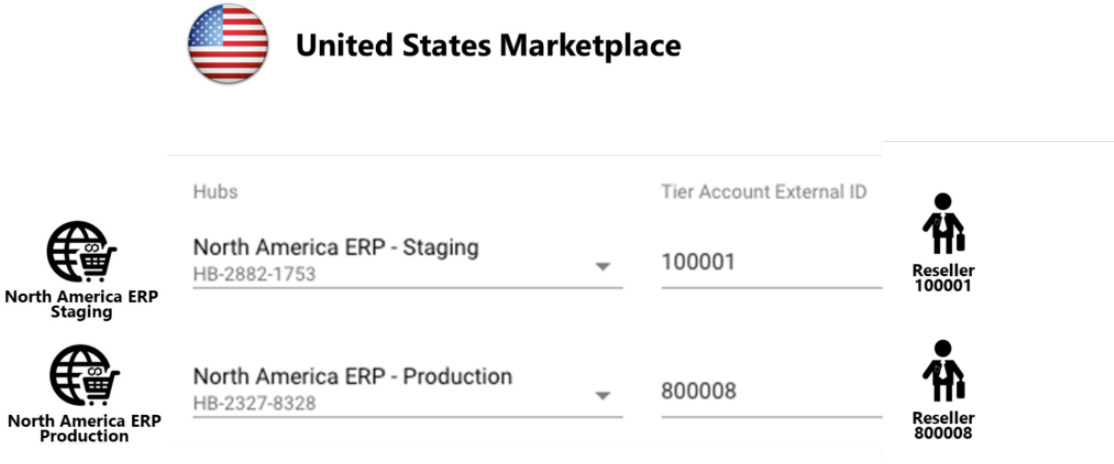 United States Marketplace
Hubs
Tier Account External ID
North America ERP - Staging
HB-2882-1753
100001
North America ERP
Staging
Reseller
100001
North America ERP - Production
HB-2327-8328
800008
North America ERP
Production
Reseller
800008